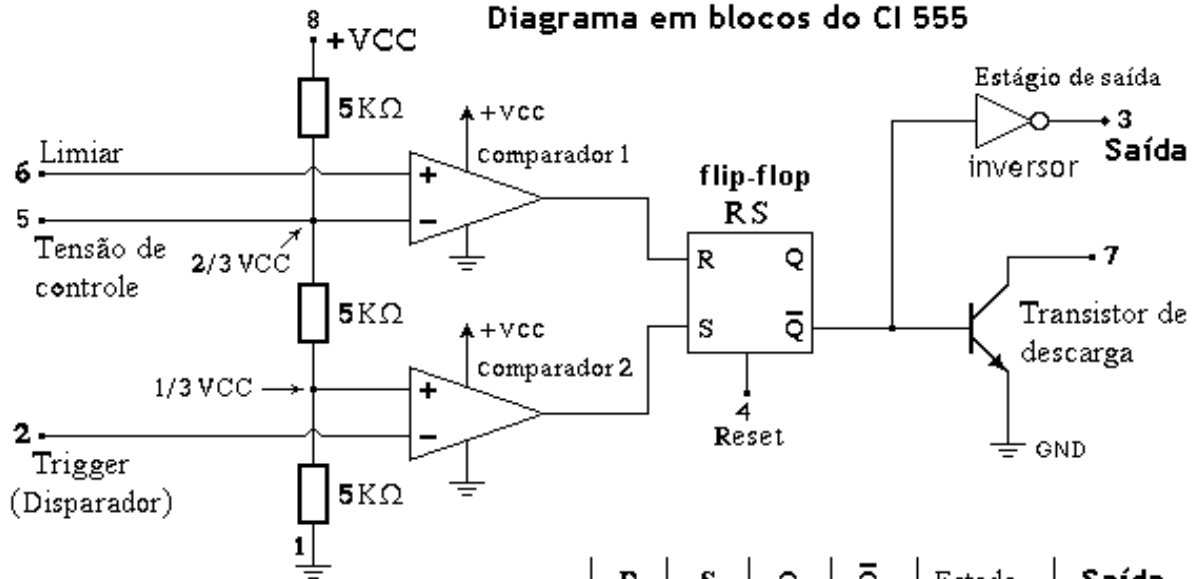 Diagrama em blocos do CI 555
8
+VCC
5KΩ
6 Limiar
5
Tensão de
controle
2/3 VCC
+VCC
Comparador 1
+
−
5KΩ
1/3 VCC
+VCC
Comparador 2
+
−
2
Trigger
(Disparador)
5KΩ
1
flip-flop
RS
R Q
S Q̅
4
Reset
Estágio de saída
3
Saída
inversor
7
Transistor de
descarga
GND
R S Q Q̅ Estado Saída